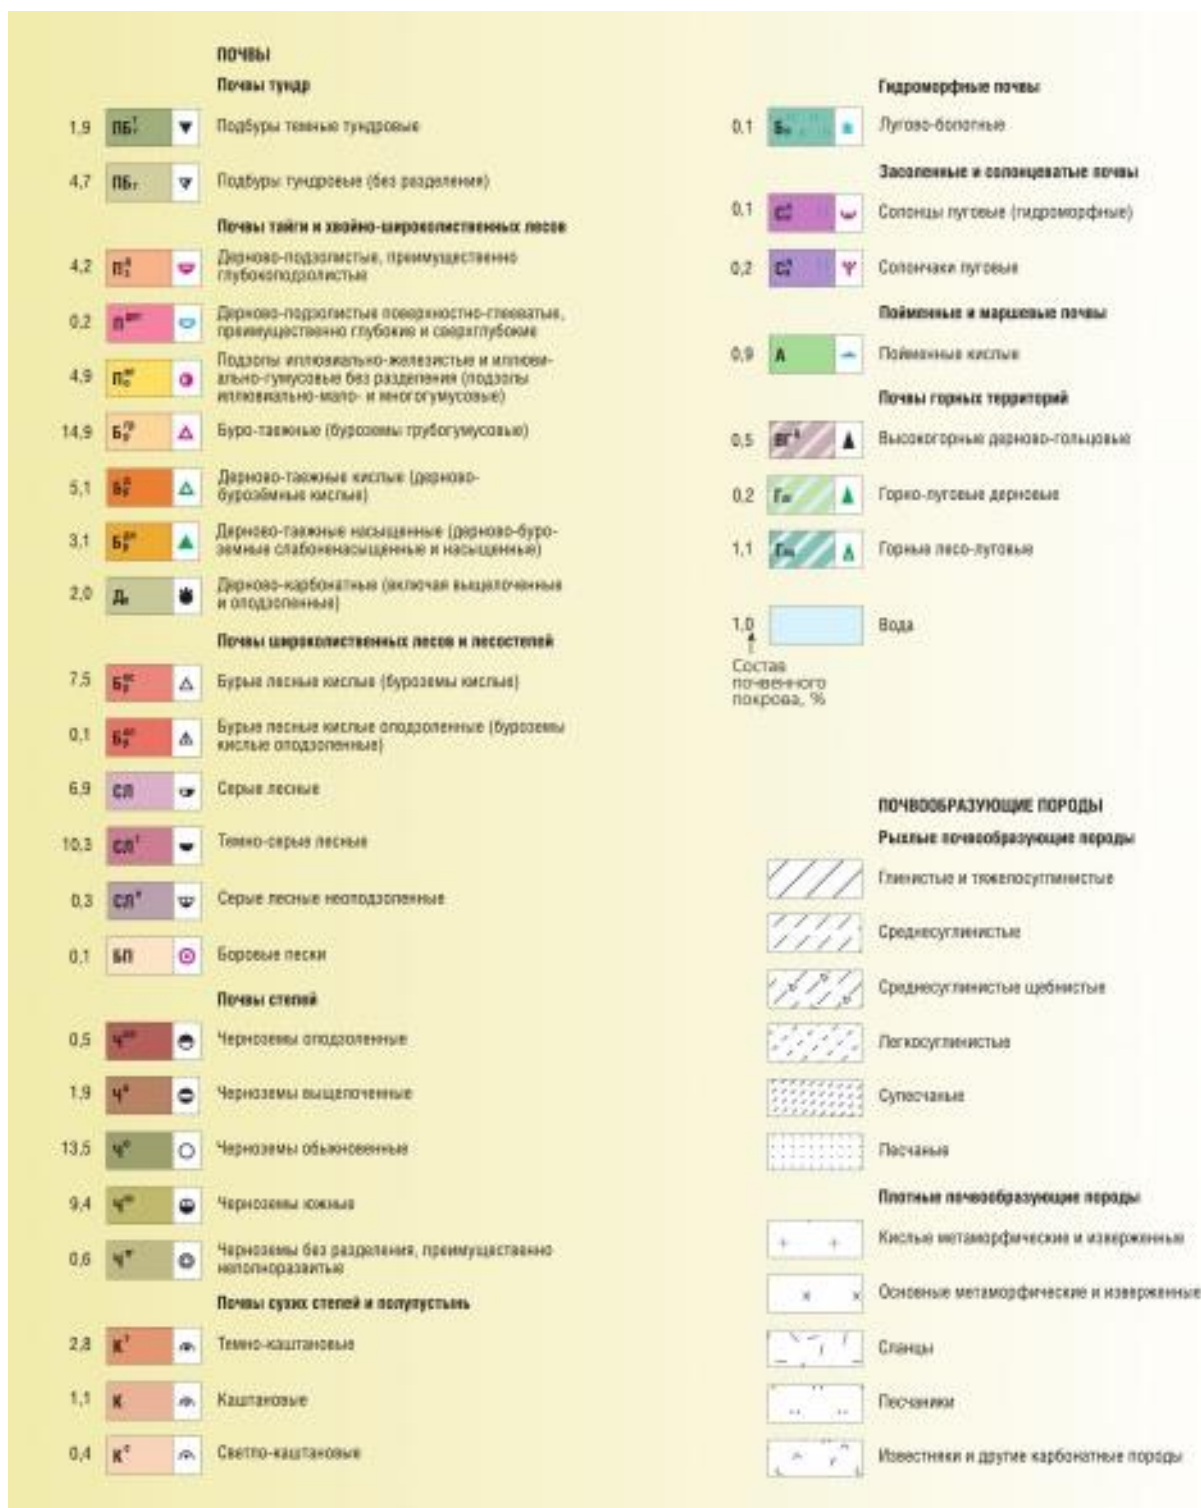 ПОЧВЫ
Почвы тундр
1,9 ПБ Подбуры темные тундровые
4,7 ПБт Подбуры тундровые (без разделения)
Почвы тайги и хвойно-широколиственных лесов
4,2 Дерново-подзолистые, преимущественно
глубокоподзолистые
0,2 Дерново-подзолистые поверхностно-глееватые,
преимущественно глубокие и сверхглубокие
4,9 Подзолы иллювиально-железистые и иллюви-
ально-гумусовые без разделения (подзолы
иллювиально-мало- и многогумусовые)
14,9 Буро-таежные (буроземы грубогумусовые)
5,1 Дерново-таежные кислые (дерново-
буроземные кислые)
3,1 Дерново-таежные насыщенные (дерново-буро-
земные слабоненасыщенные и насыщенные)
2,0 Дерново-карбонатные (включая выщелоченные
и оподзоленные)
Почвы широколиственных лесов и лесостепей
7,5 Бурые лесные кислые (буроземы кислые)
0,1 Бурые лесные кислые оподзоленные (буроземы
кислые оподзоленные)
6,9 СЛ Серые лесные
10,3 СЛт Темно-серые лесные
0,3 СЛ Серые лесные неоподзоленные
0,1 БП Боровые пески
Почвы степей
0,5 Черноземы оподзоленные
1,9 Черноземы выщелоченные
13,5 Черноземы обыкновенные
9,4 Черноземы южные
0,6 Черноземы без разделения, преимущественно
неполноразвитые
Почвы сухих степей и полупустынь
2,8 Кт Темно-каштановые
1,1 К Каштановые
0,4 Кс Светло-каштановые
Гидроморфные почвы
0,1 Лугово-болотные
Засоленные и солонцеватые почвы
0,1 Солонцы луговые (гидроморфные)
0,2 Солончаки луговые
Пойменные и маршевые почвы
0,9 А Пойменные кислые
Почвы горных территорий
0,5 Высокогорные дерново-гольцовые
0,2 Горно-луговые дерновые
1,1 Горные лесо-луговые
1,0 Вода
Состав
почвенного
покрова, %
ПОЧВООБРАЗУЮЩИЕ ПОРОДЫ
Рыхлые почвообразующие породы
Глинистые и тяжелосуглинистые
Среднесуглинистые
Среднесуглинистые щебнистые
Легкосуглинистые
Супесчаные
Песчаные
Плотные почвообразующие породы
Кислые метаморфические и изверженные
Основные метаморфические и изверженные
Сланцы
Песчаники
Известняки и другие карбонатные породы